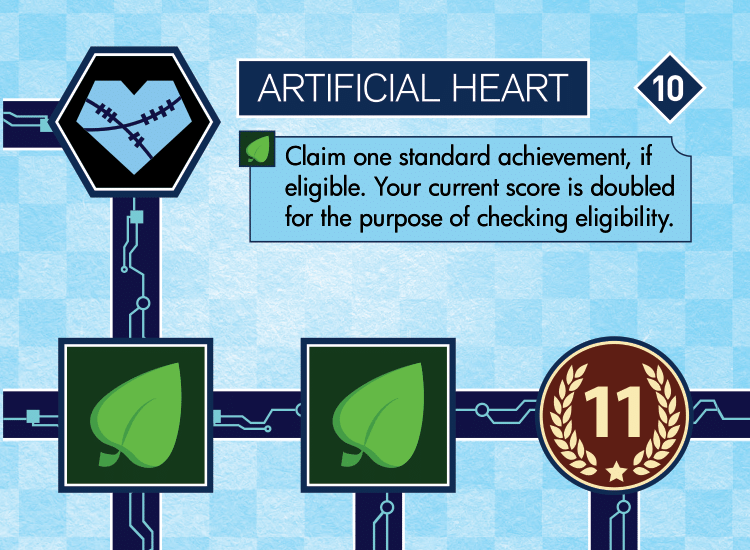 ARTIFICIAL HEART
10
Claim one standard achievement, if
eligible. Your current score is doubled
for the purpose of checking eligibility.
11